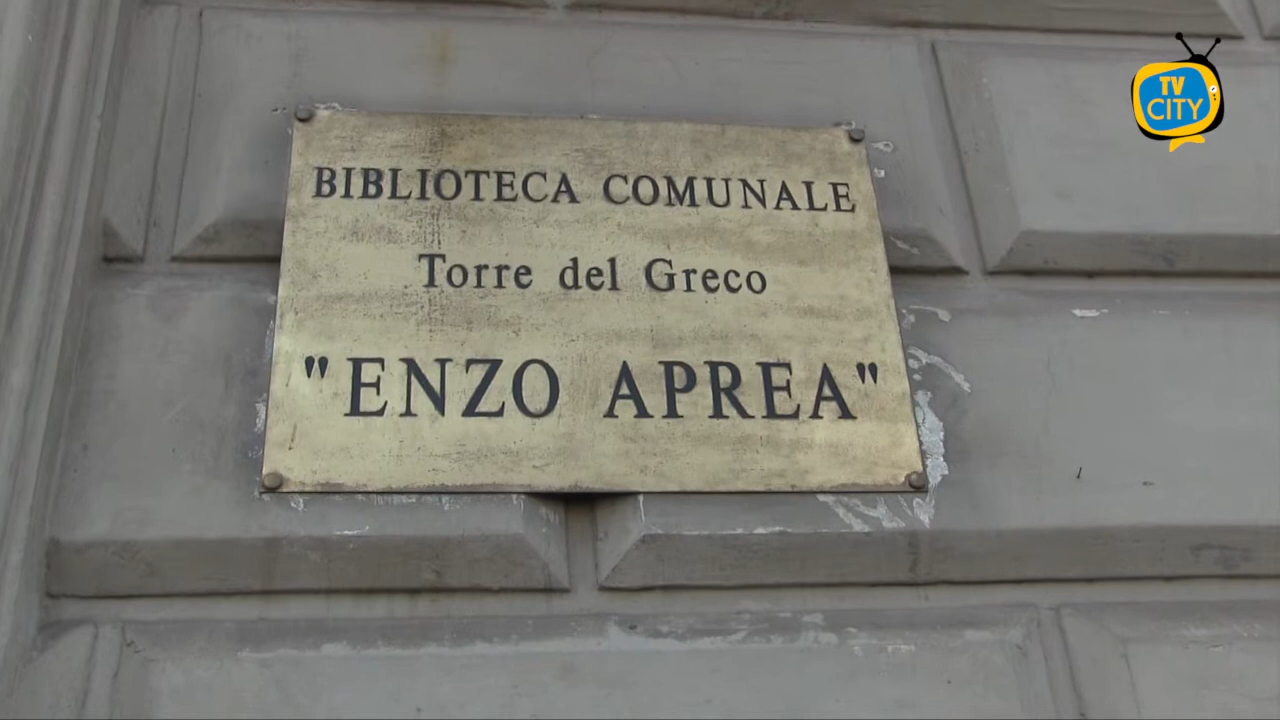 BIBLIOTECA COMUNALE
Torre del Greco
"ENZO APREA"
TV
CITY